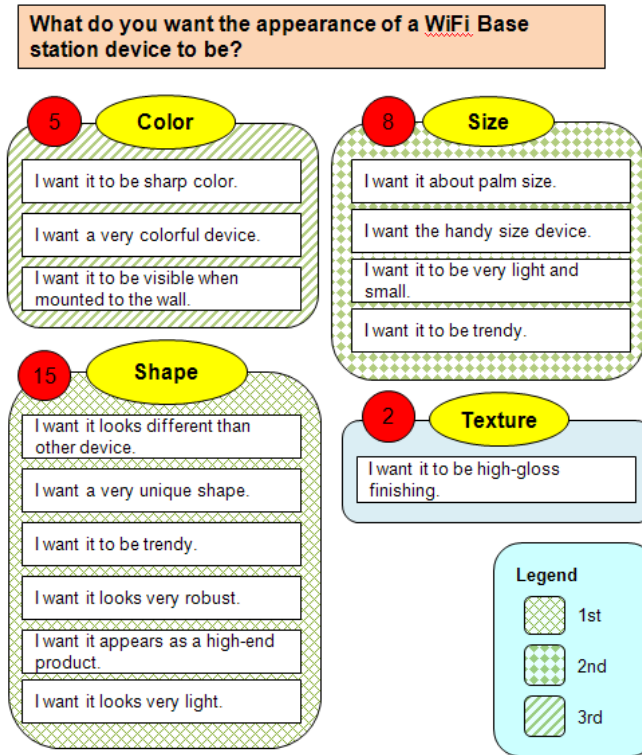 What do you want the appearance of a WiFi Base
station device to be?
5
Color
I want it to be sharp color.
I want a very colorful device.
I want it to be visible when
mounted to the wall.
8
Size
I want it about palm size.
I want the handy size device.
I want it to be very light and
small.
I want it to be trendy.
15
Shape
I want it looks different than
other device.
I want a very unique shape.
I want it to be trendy.
I want it looks very robust.
I want it appears as a high-end
product.
I want it looks very light.
2
Texture
I want it to be high-gloss
finishing.
Legend
1st
2nd
3rd